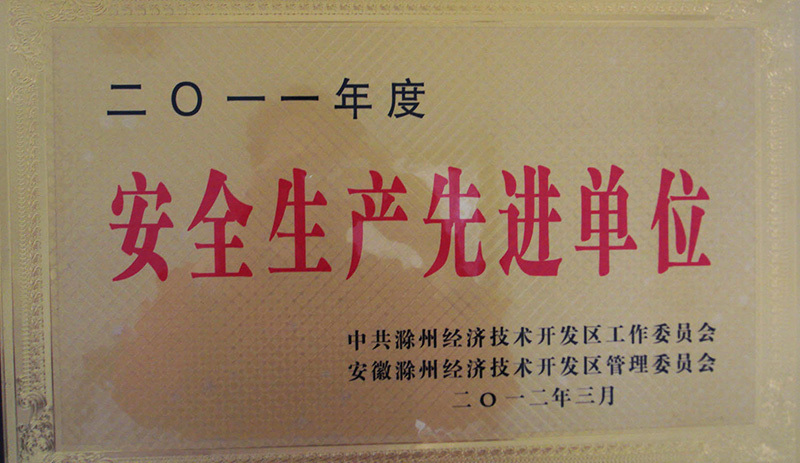 二〇一一年度
安全生产先进单位
中共滁州经济技术开发区工作委员会
安徽滁州经济技术开发区管理委员会
二〇一二年三月